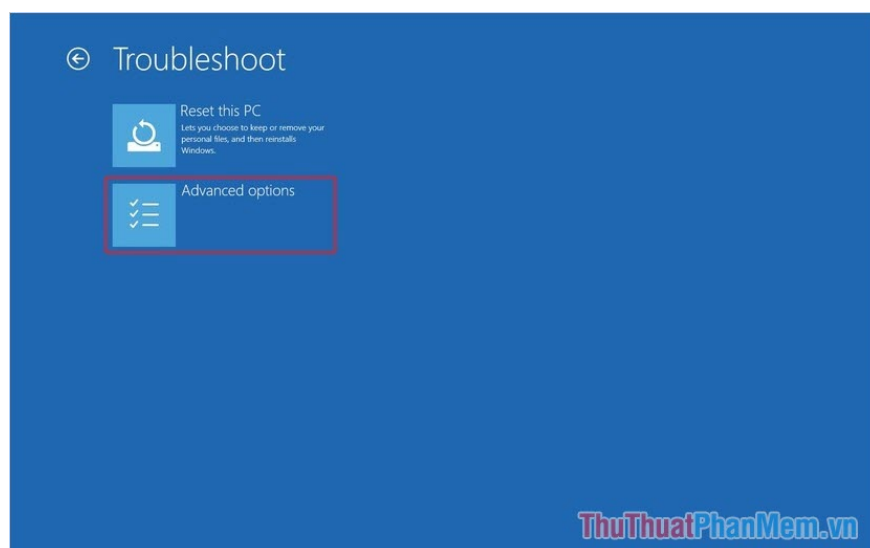 Troubleshoot
Reset this PC
Lets you choose to keep or remove your
personal files, and then reinstalls
Windows.
Advanced options
ThuThuatPhanMem.vn